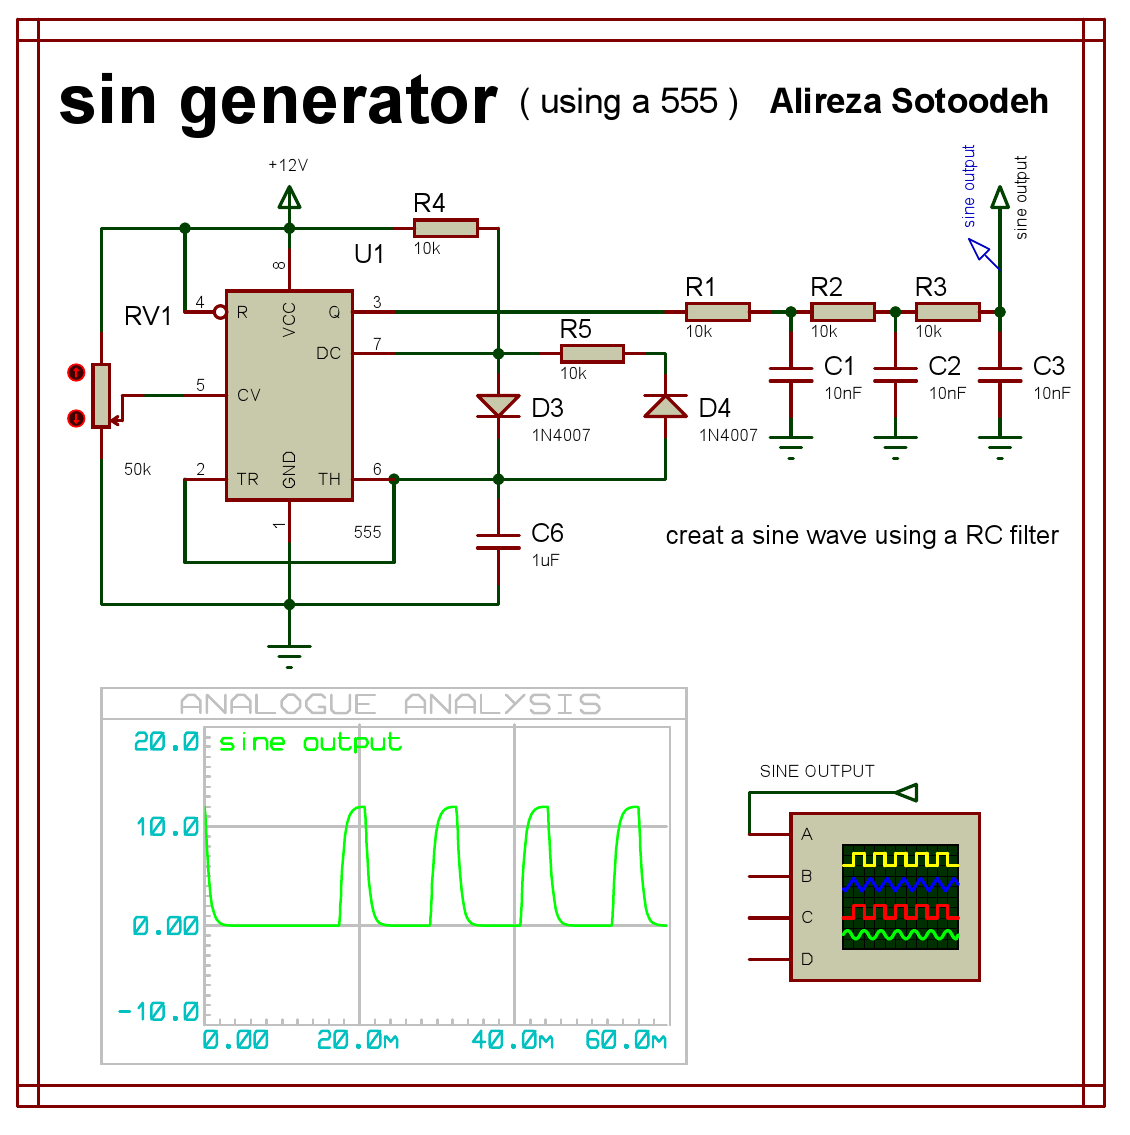 sin generator ( using a 555 ) Alireza Sotoodeh
+12V
sine output
sine output
R4
10k
U1
8
RV1
4
R
VCC
Q
3
R1
10k
R2
10k
R3
10k
DC
7
R5
10k
5
CV
C1
10nF
C2
10nF
C3
10nF
D3
1N4007
D4
1N4007
50k
2
TR
GND
TH
6
1
555
C6
1uF
creat a sine wave using a RC filter
ANALOGUE ANALYSIS
20.0
sine output
10.0
0.00
-10.0
0.00 20.0m 40.0m 60.0m
SINE OUTPUT
A
B
C
D